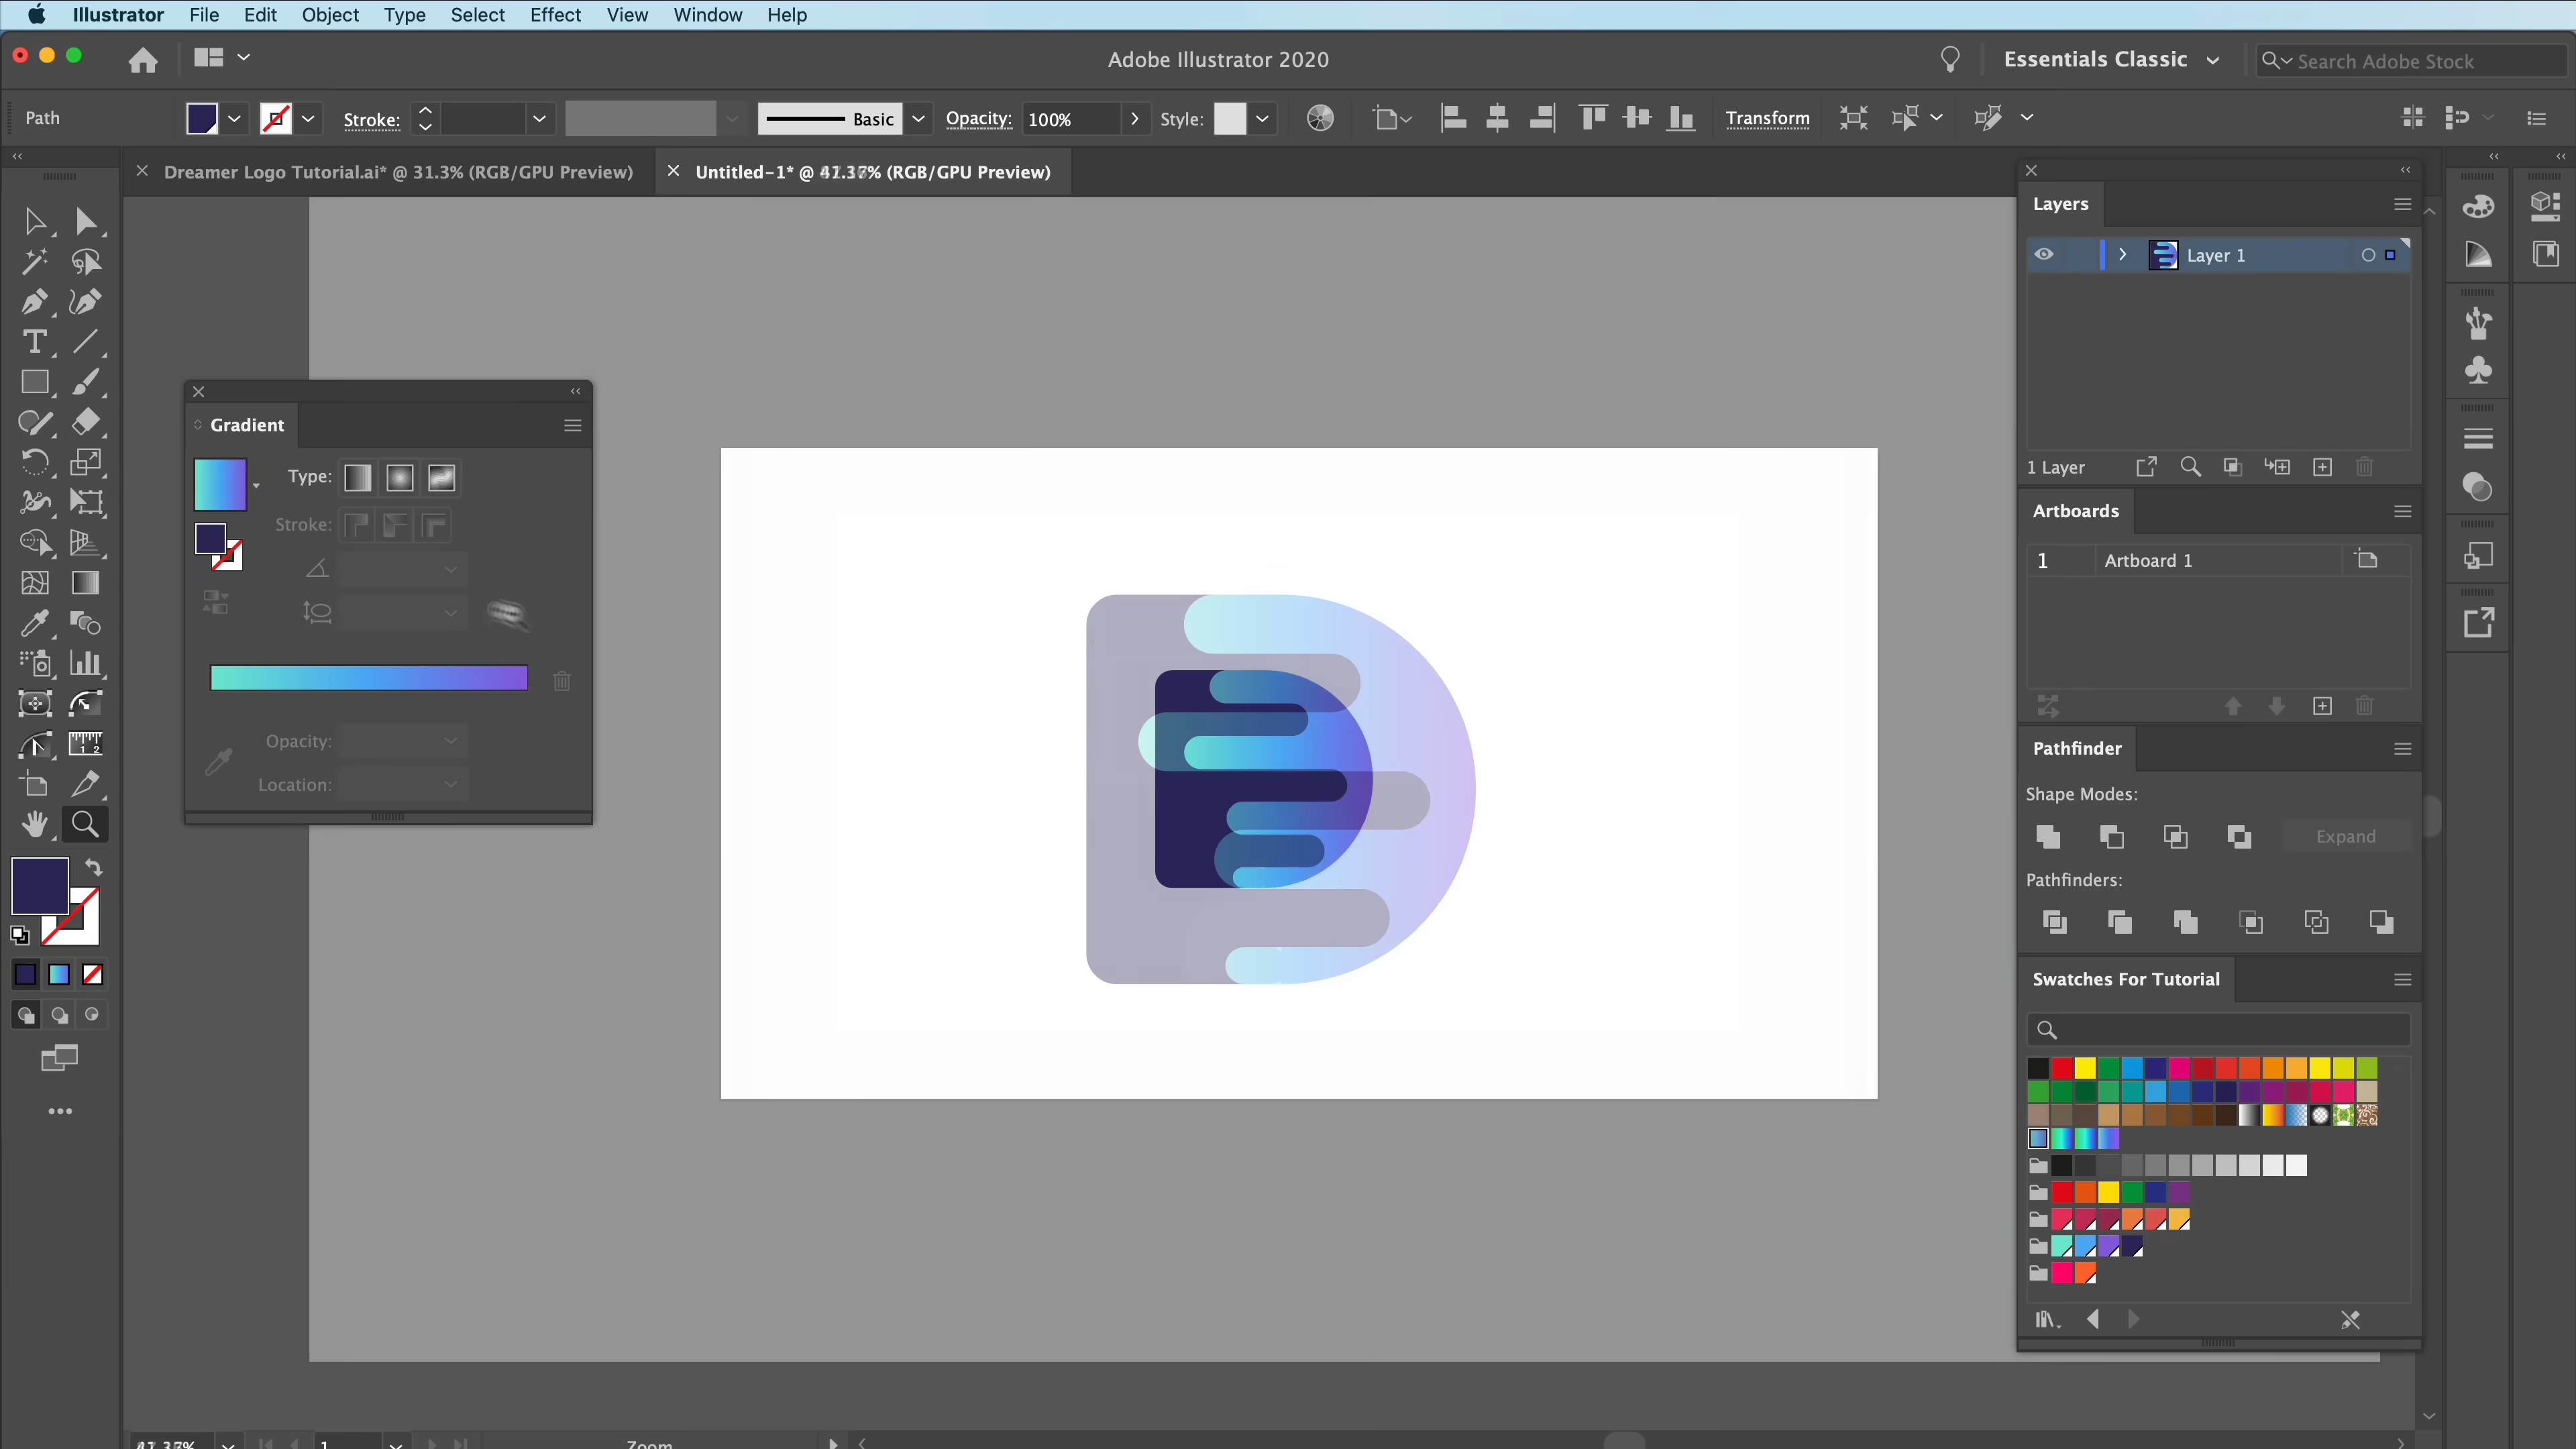 Illustrator File Edit Object Type Select Effect View Window Help
Adobe Illustrator 2020
Essentials Classic
Search Adobe Stock
Path
Stroke:
Basic
Opacity: 100%
Style:
Transform
Dreamer Logo Tutorial.ai* @ 31.3% (RGB/GPU Preview)
Untitled-1* @ (RGB/GPU Preview)
Layers
Layer 1
1 Layer
Gradient
Type:
Stroke:
Opacity:
Location:
Artboards
1 Artboard 1
Pathfinder
Shape Modes:
Expand
Pathfinders:
Swatches For Tutorial
1
Zoom